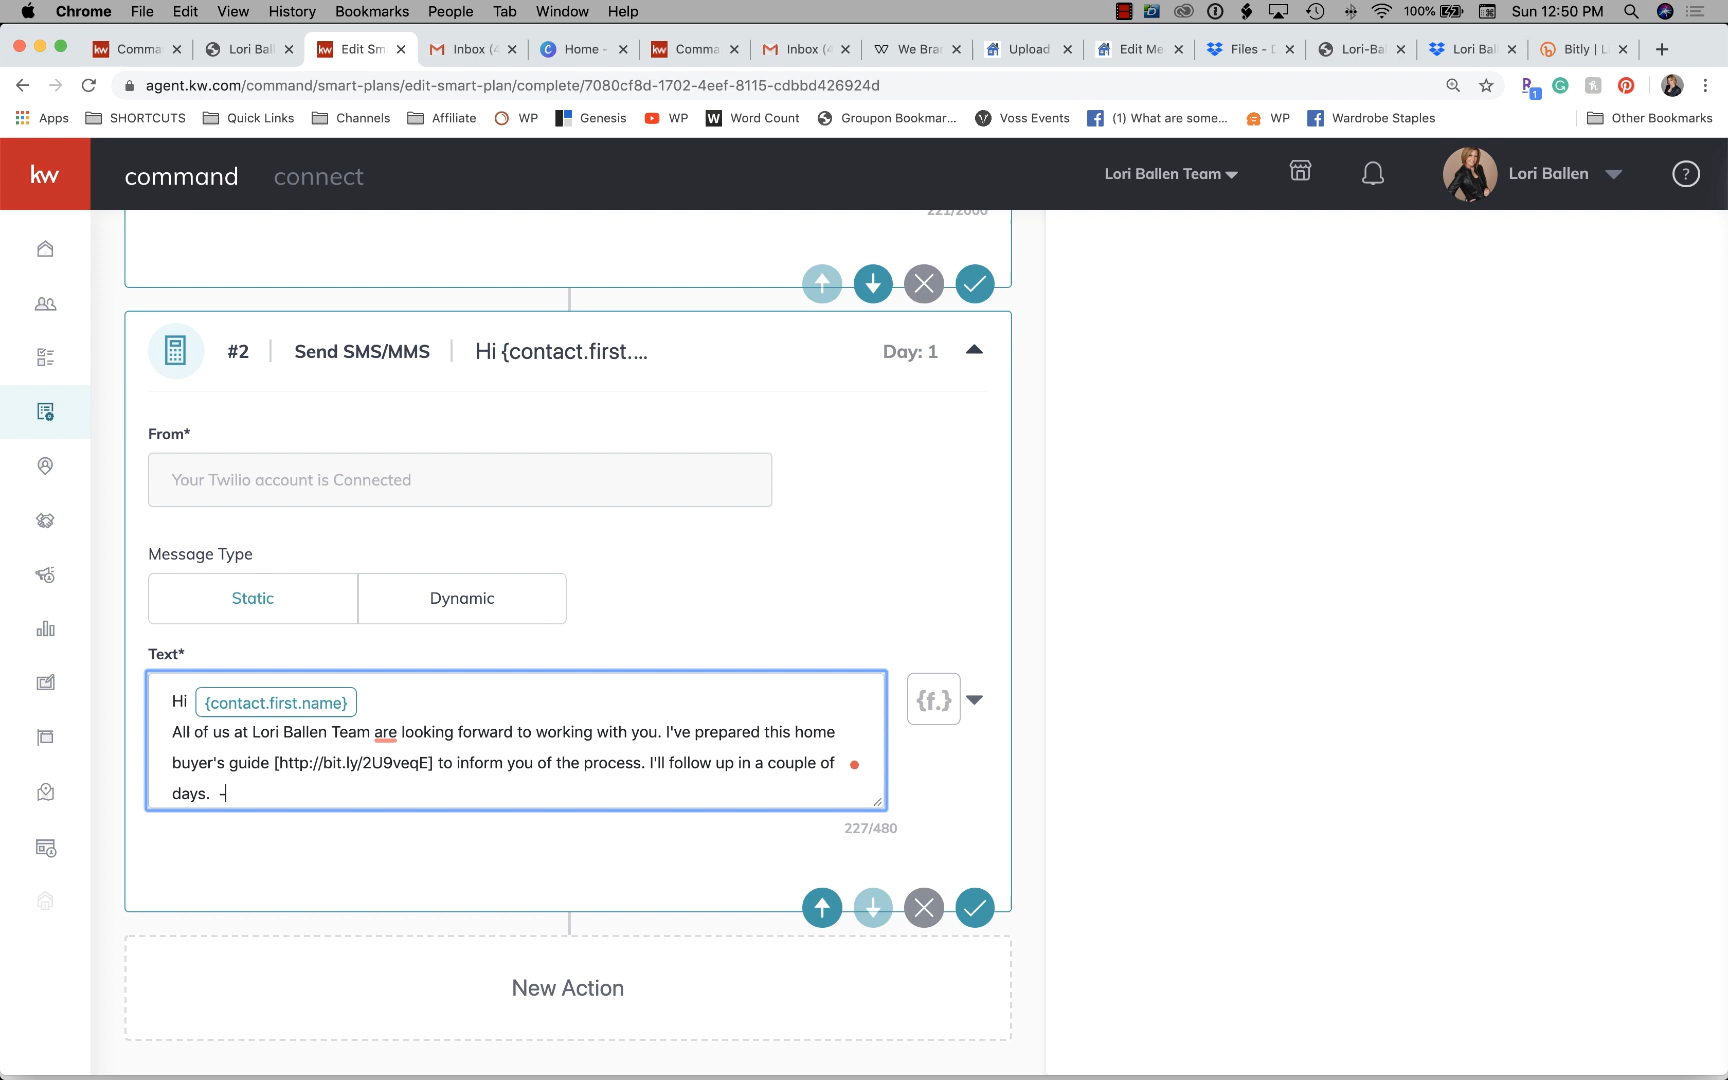 Chrome File Edit View History Bookmarks People Tab Window Help 100% Sun 12:50 PM
Comma Lori Bal Edit Sm Inbox (4 Home - Comma Inbox ( We Bra Upload Edit Me Files - Lori-Ba Lori Bal Bitly | L
agent.kw.com/command/smart-plans/edit-smart-plan/complete/7080cf8d-1702-4eef-8115-cdbbd426924d
Apps SHORTCUTS Quick Links Channels Affiliate WP Genesis WP Word Count Groupon Bookmar... Voss Events (1) What are some... WP Wardrobe Staples Other Bookmarks
kw command connect Lori Ballen Team Lori Ballen ?
221/2000
#2 Send SMS/MMS Hi {contact.first.... Day: 1
From*
Your Twilio account is Connected
Message Type
Static Dynamic
Text*
Hi {contact.first.name}
All of us at Lori Ballen Team are looking forward to working with you. I've prepared this home
buyer's guide [http://bit.ly/2U9veqE] to inform you of the process. I'll follow up in a couple of
days. -
{f.}
227/480
New Action